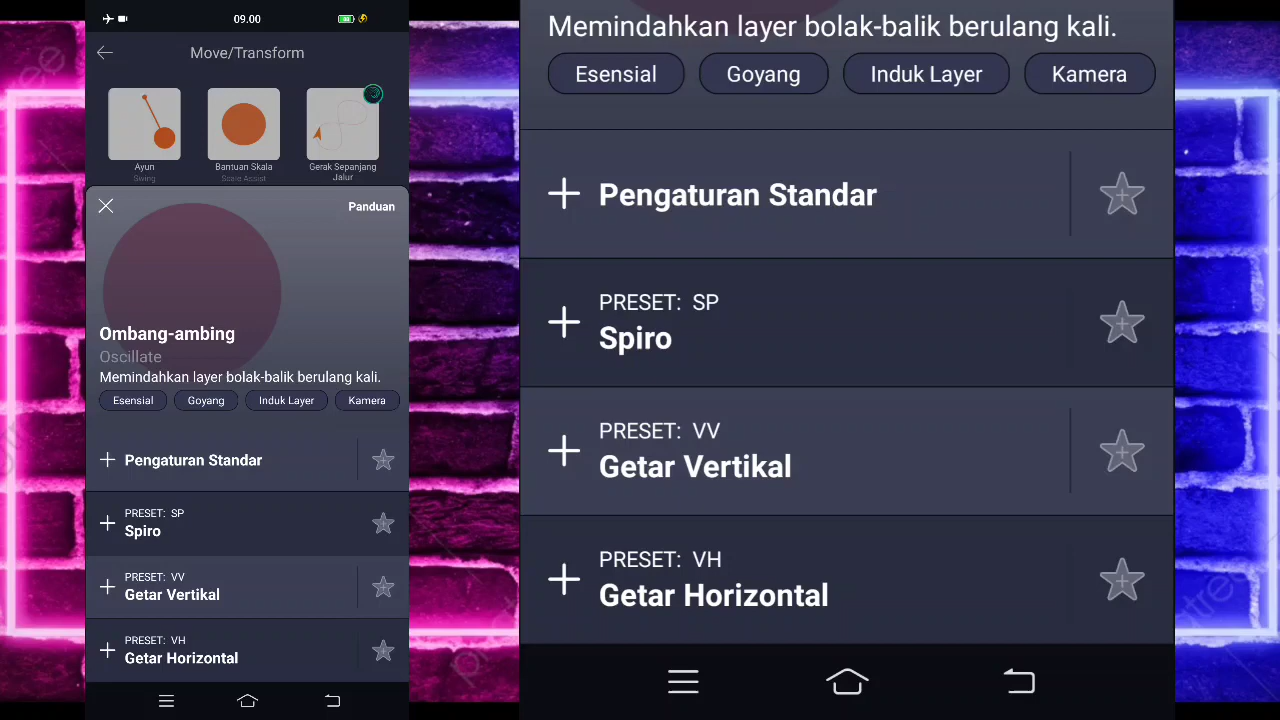 09.00
Move/Transform
Ayun
Swing
Bantuan Skala
Scale Assist
Gerak Sepanjang
Jalur
Panduan
Ombang-ambing
Oscillate
Memindahkan layer bolak-balik berulang kali.
Esensial
Goyang
Induk Layer
Kamera
Pengaturan Standar
PRESET: SP
Spiro
PRESET: VV
Getar Vertikal
PRESET: VH
Getar Horizontal
Memindahkan layer bolak-balik berulang kali.
Esensial
Goyang
Induk Layer
Kamera
Pengaturan Standar
PRESET: SP
Spiro
PRESET: VV
Getar Vertikal
PRESET: VH
Getar Horizontal